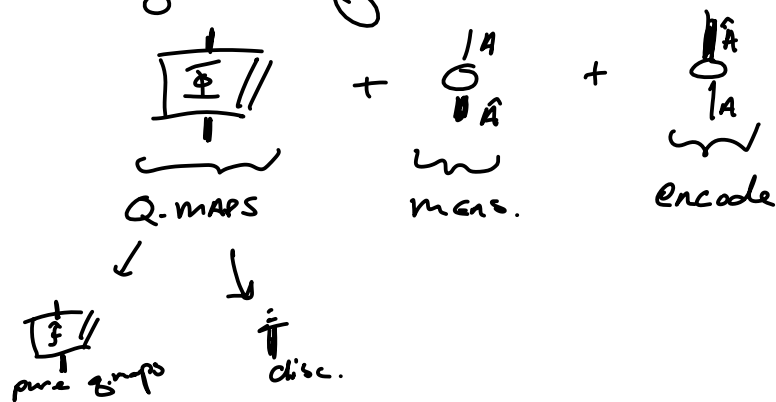 Φ + A Â + Â A
Q. MAPS meas. encode
f̂
pure q.maps disc.